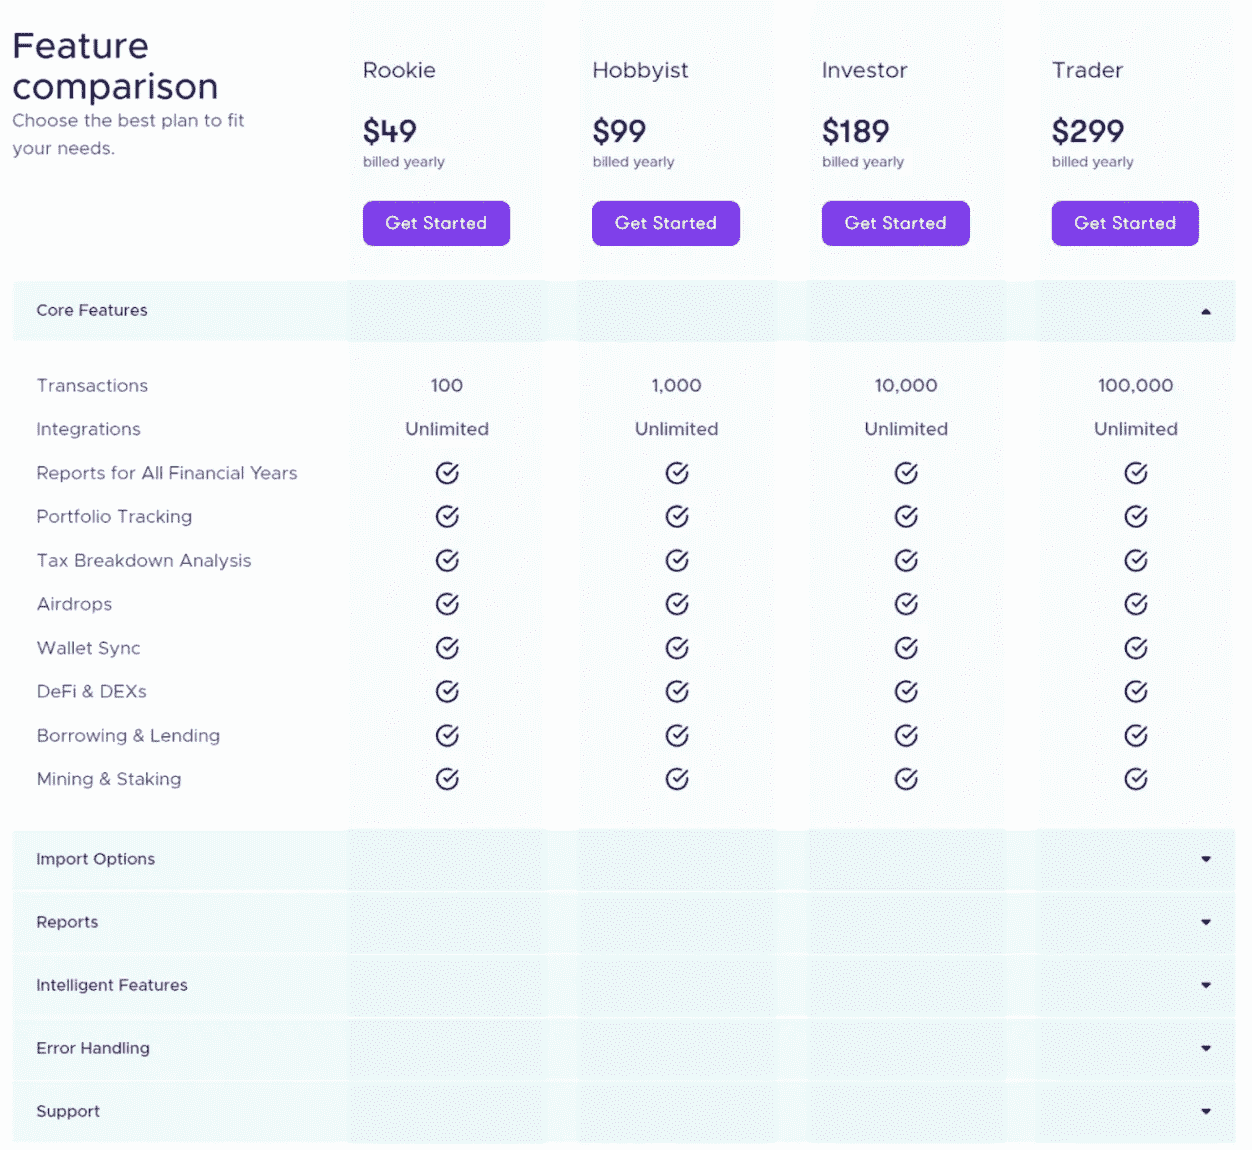 Feature
comparison
Choose the best plan to fit
your needs.
Rookie Hobbyist Investor Trader
$49 $99 $189 $299
billed yearly billed yearly billed yearly billed yearly
Get Started Get Started Get Started Get Started
Core Features
Transactions 100 1,000 10,000 100,000
Integrations Unlimited Unlimited Unlimited Unlimited
Reports for All Financial Years
Portfolio Tracking
Tax Breakdown Analysis
Airdrops
Wallet Sync
DeFi & DEXs
Borrowing & Lending
Mining & Staking
Import Options
Reports
Intelligent Features
Error Handling
Support